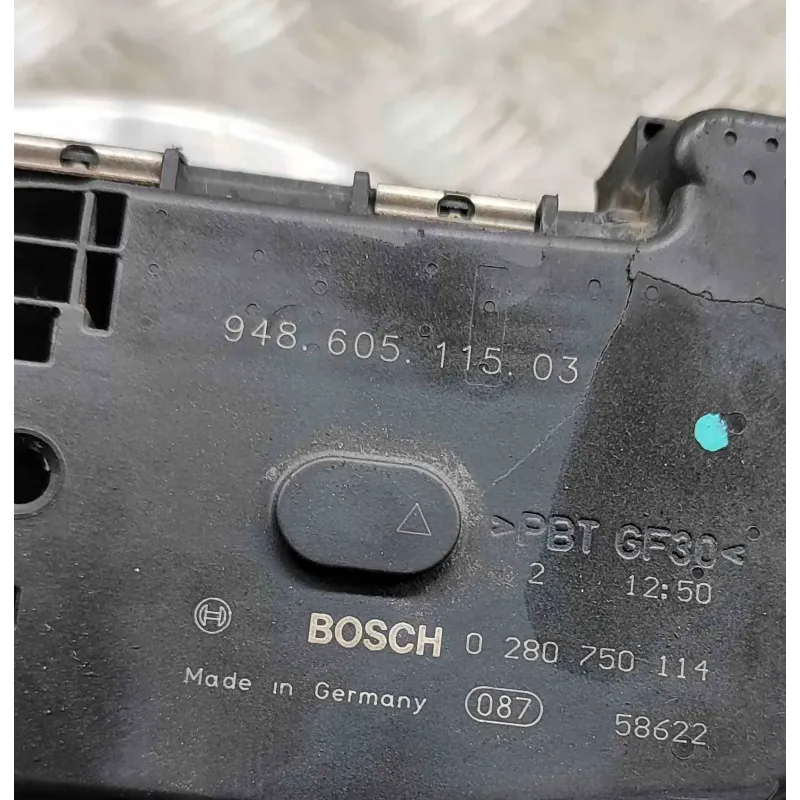 948.605.115.03
>PBT GF30<
2 12:50
BOSCH 0 280 750 114
Made in Germany 087 58622